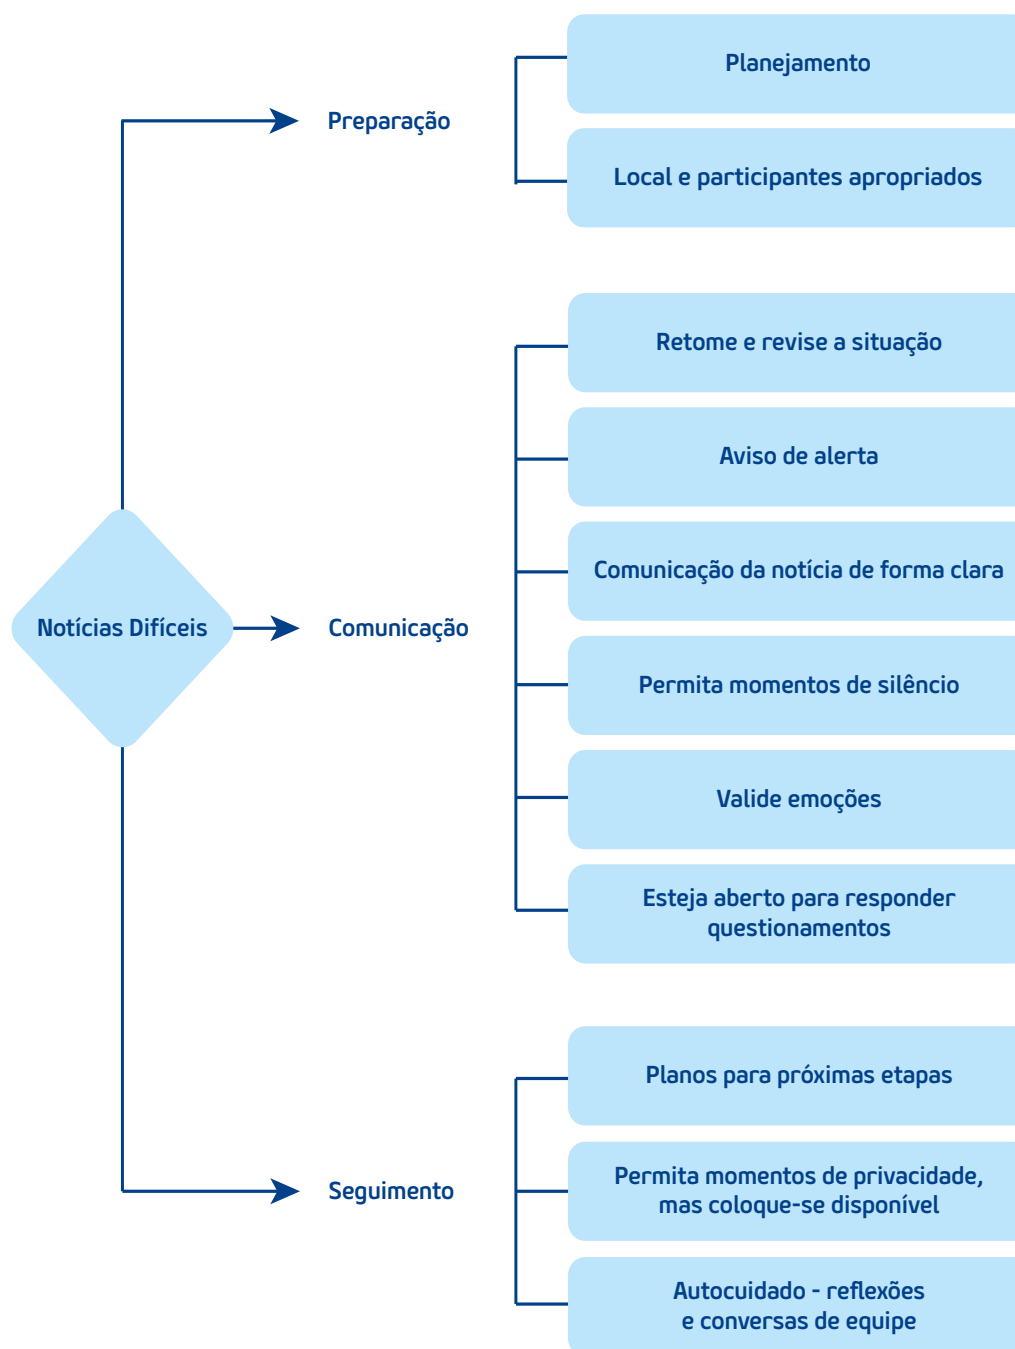 Notícias Difíceis
Preparação
Planejamento
Local e participantes apropriados
Comunicação
Retome e revise a situação
Aviso de alerta
Comunicação da notícia de forma clara
Permita momentos de silêncio
Valide emoções
Esteja aberto para responder
questionamentos
Seguimento
Planos para próximas etapas
Permita momentos de privacidade,
mas coloque-se disponível
Autocuidado - reflexões
e conversas de equipe